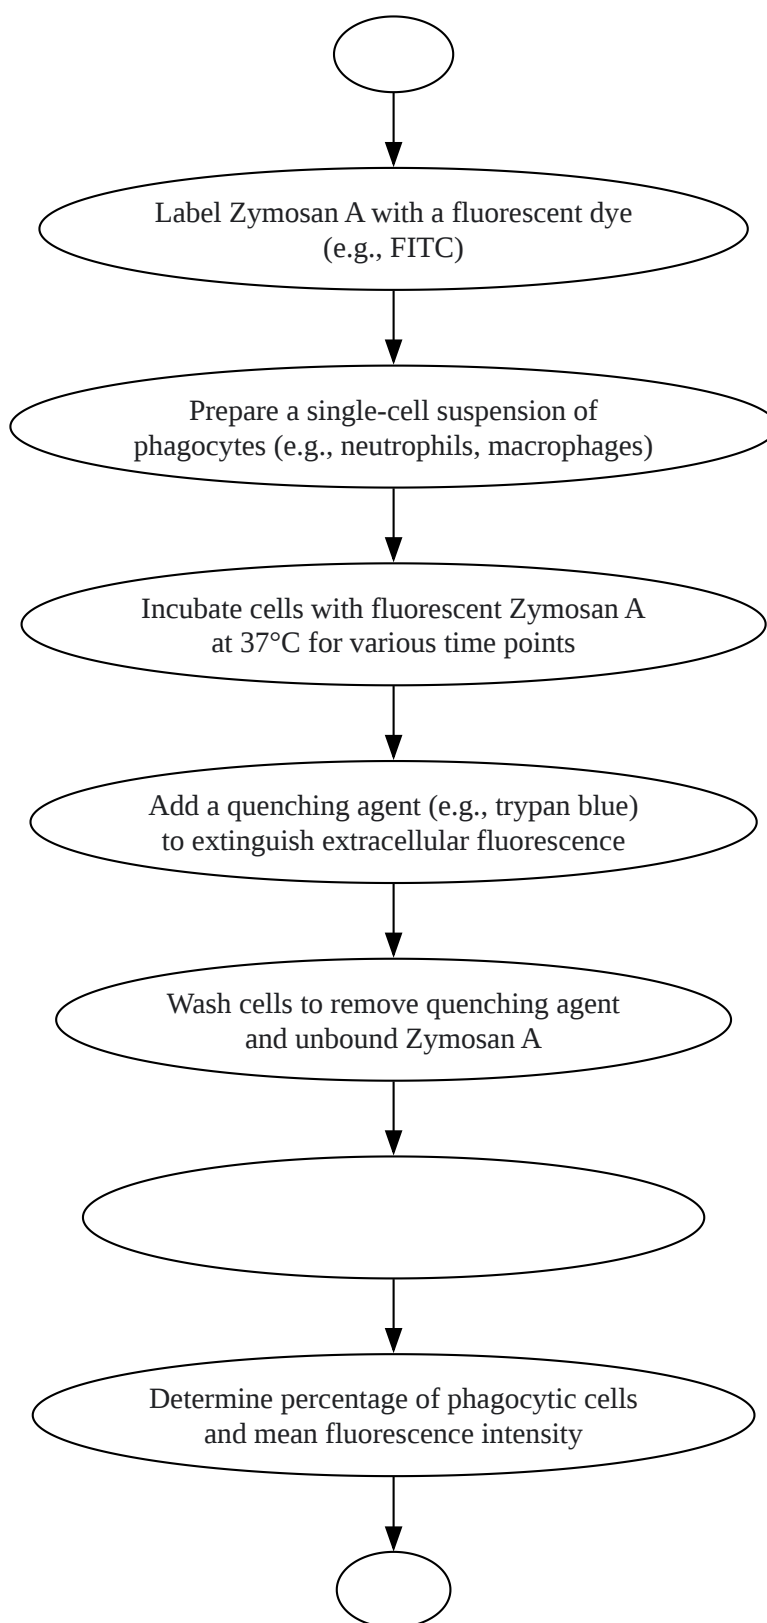 Label Zymosan A with a fluorescent dye
(e.g., FITC)
Prepare a single-cell suspension of
phagocytes (e.g., neutrophils, macrophages)
Incubate cells with fluorescent Zymosan A
at 37°C for various time points
Add a quenching agent (e.g., trypan blue)
to extinguish extracellular fluorescence
Wash cells to remove quenching agent
and unbound Zymosan A
Determine percentage of phagocytic cells
and mean fluorescence intensity